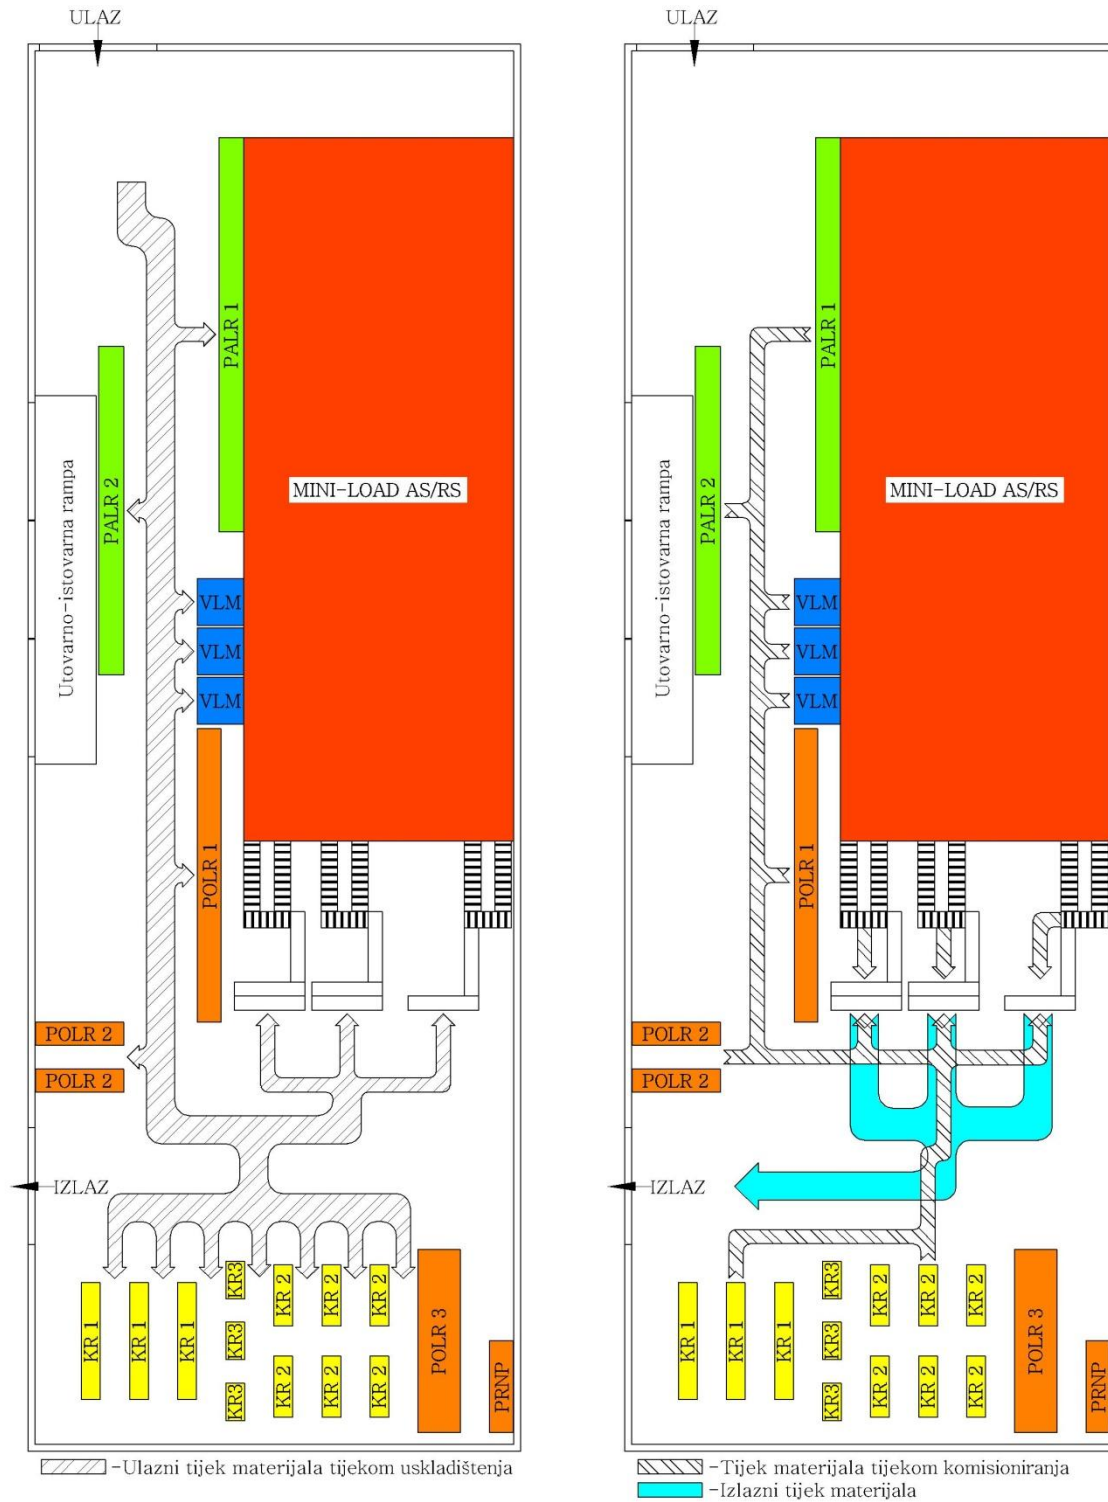 ULAZ
PALR 1
MINI-LOAD AS/RS
PALR 2
Utovarno-istovarna rampa
VLM
VLM
VLM
POLR 1
POLR 2
POLR 2
IZLAZ
KR 1
KR 1
KR 1
KR3
KR3
KR3
KR 2
KR 2
KR 2
KR 2
KR 2
KR 2
POLR 3
PRNP
-Ulazni tijek materijala tijekom uskladištenja
ULAZ
PALR 1
MINI-LOAD AS/RS
PALR 2
Utovarno-istovarna rampa
VLM
VLM
VLM
POLR 1
POLR 2
POLR 2
IZLAZ
KR 1
KR 1
KR 1
KR3
KR3
KR3
KR 2
KR 2
KR 2
KR 2
KR 2
KR 2
POLR 3
PRNP
-Tijek materijala tijekom komisioniranja
-Izlazni tijek materijala